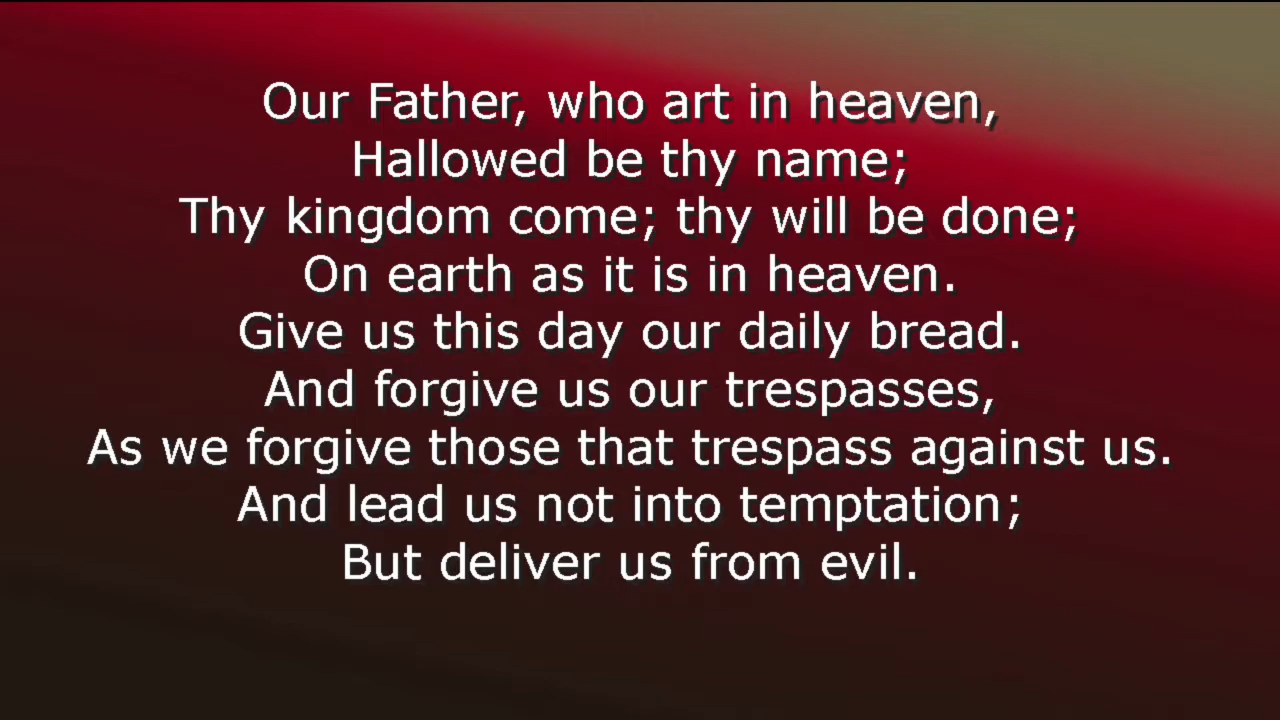 Our Father, who art in heaven,
Hallowed be thy name;
Thy kingdom come; thy will be done;
On earth as it is in heaven.
Give us this day our daily bread.
And forgive us our trespasses,
As we forgive those that trespass against us.
And lead us not into temptation;
But deliver us from evil.